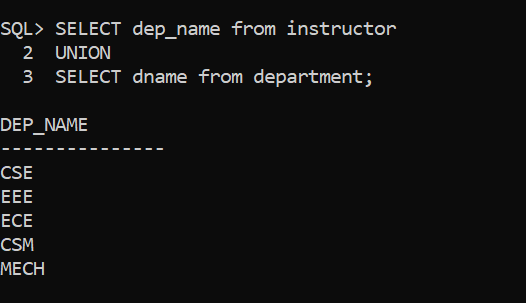 SQL> SELECT dep_name from instructor
  2  UNION
  3  SELECT dname from department;
DEP_NAME
---------------
CSE
EEE
ECE
CSM
MECH